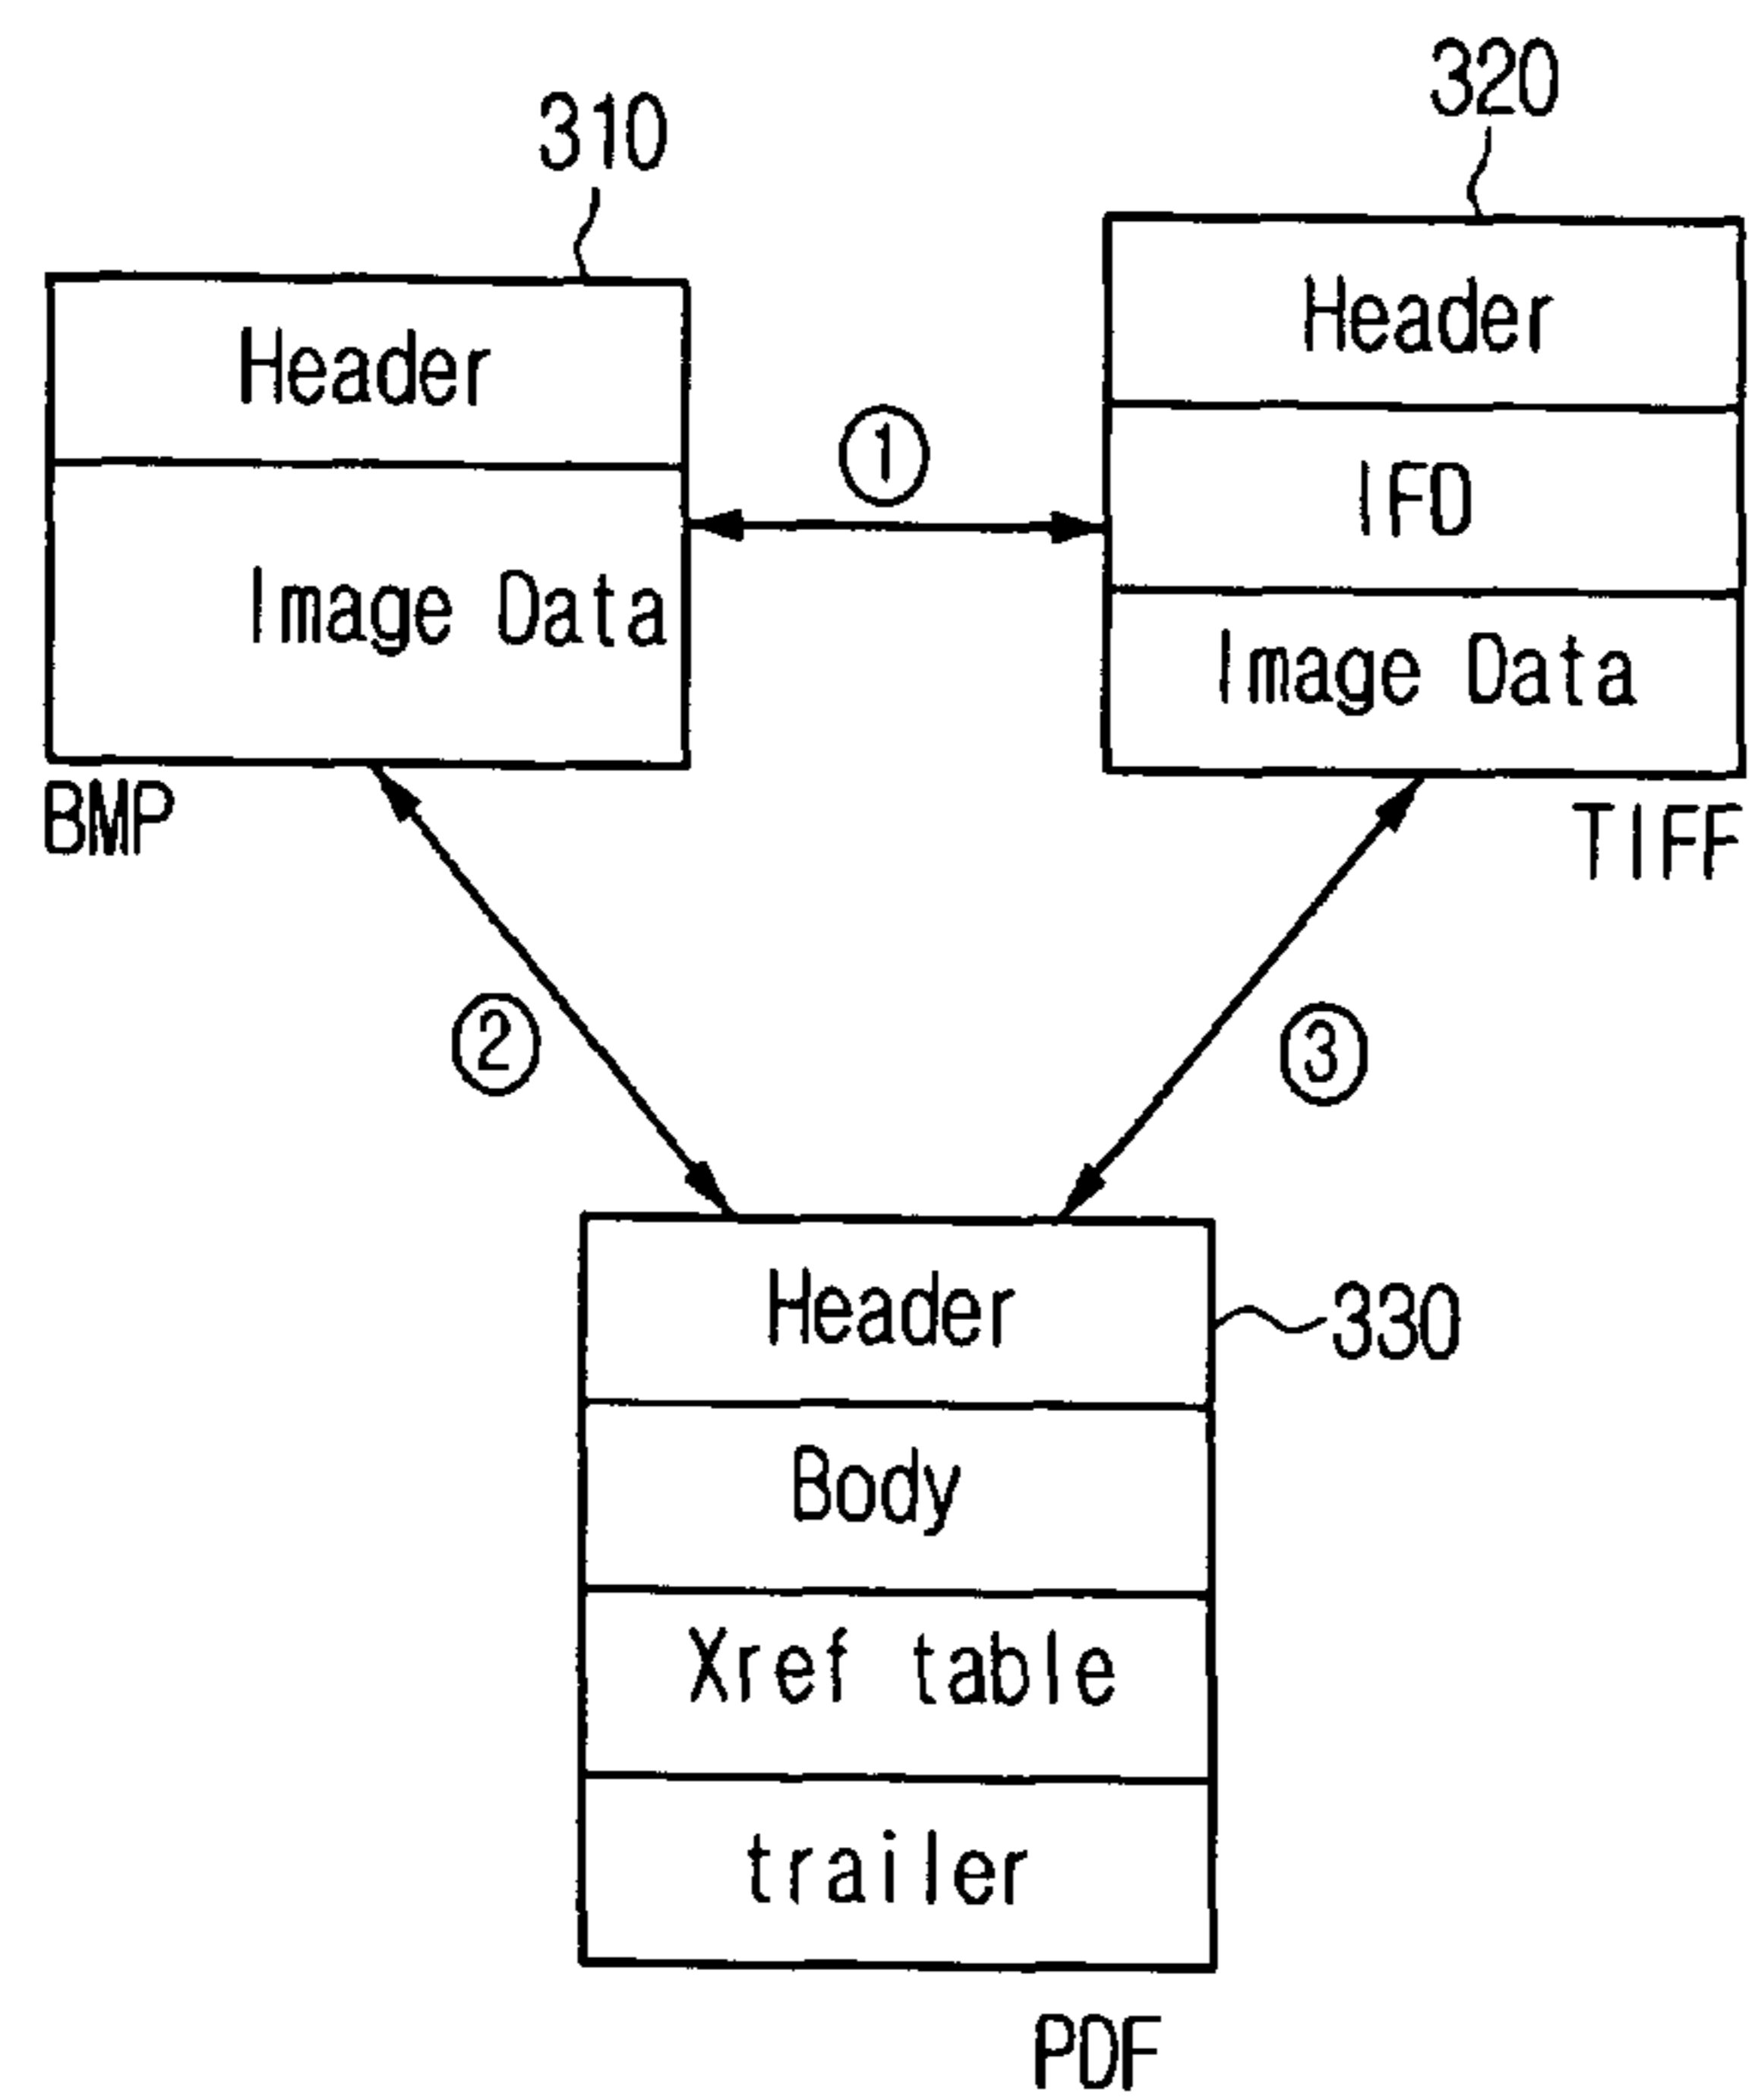 310
320
Header
Image Data
BMP
①
Header
IFD
Image Data
TIFF
②
③
Header
330
Body
Xref table
trailer
PDF